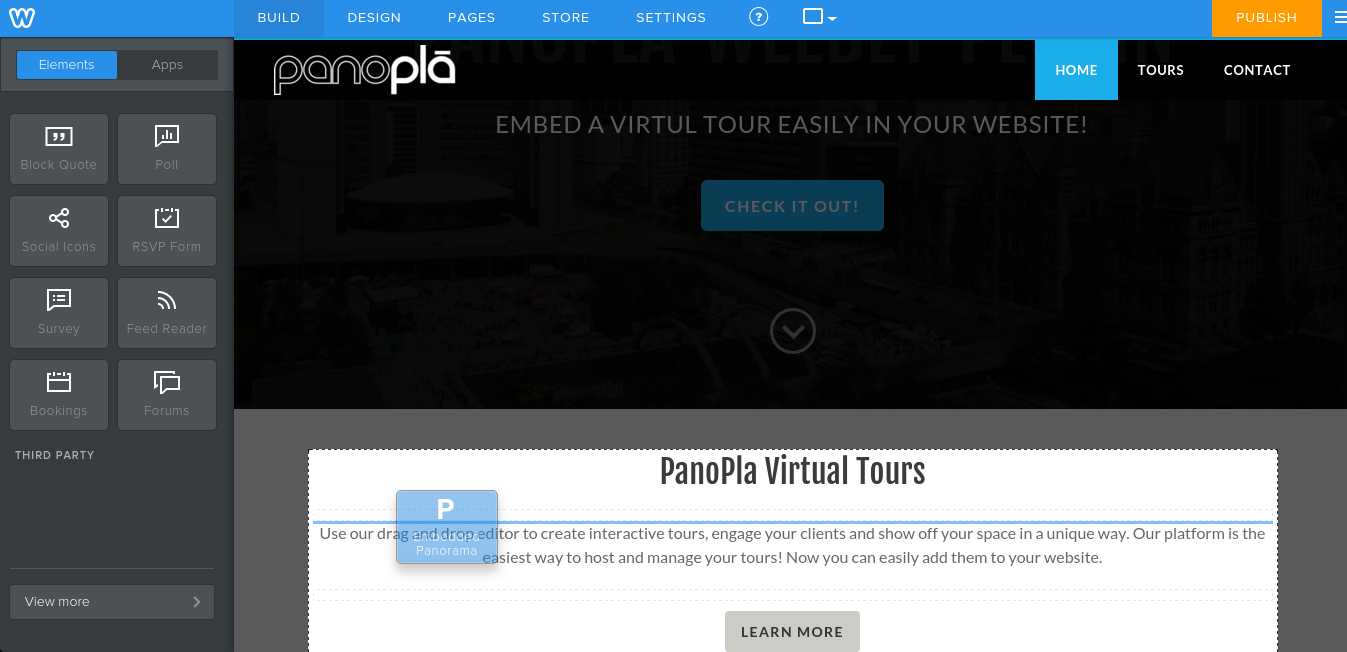 BUILD DESIGN PAGES STORE SETTINGS ? PUBLISH
Elements Apps
Block Quote Poll
Social Icons RSVP Form
Survey Feed Reader
Bookings Forums
THIRD PARTY
View more
PANOPLA WEEBLY
panoplā
HOME TOURS CONTACT
EMBED A VIRTUL TOUR EASILY IN YOUR WEBSITE!
CHECK IT OUT!
PanoPla Virtual Tours
P
Embedded
Panorama
Use our drag and drop editor to create interactive tours, engage your clients and show off your space in a unique way. Our platform is the
easiest way to host and manage your tours! Now you can easily add them to your website.
LEARN MORE